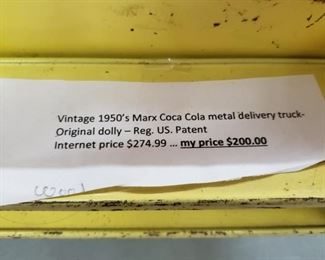 Vintage 1950's Marx Coca Cola metal delivery truck-
Original dolly – Reg. US. Patent
Internet price $274.99 ... my price $200.00